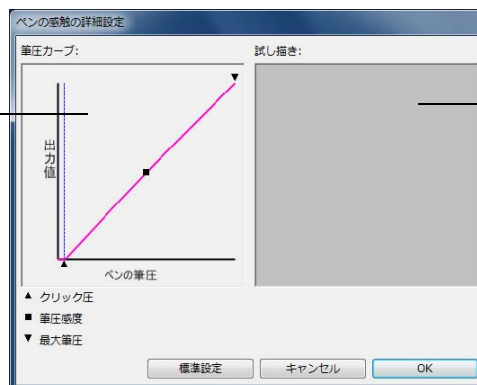 ペンの感触の詳細設定
筆圧カーブ:
試し描き:
出力値
ペンの筆圧
▲ クリック圧
■ 筆圧感度
▼ 最大筆圧
標準設定
キャンセル
OK